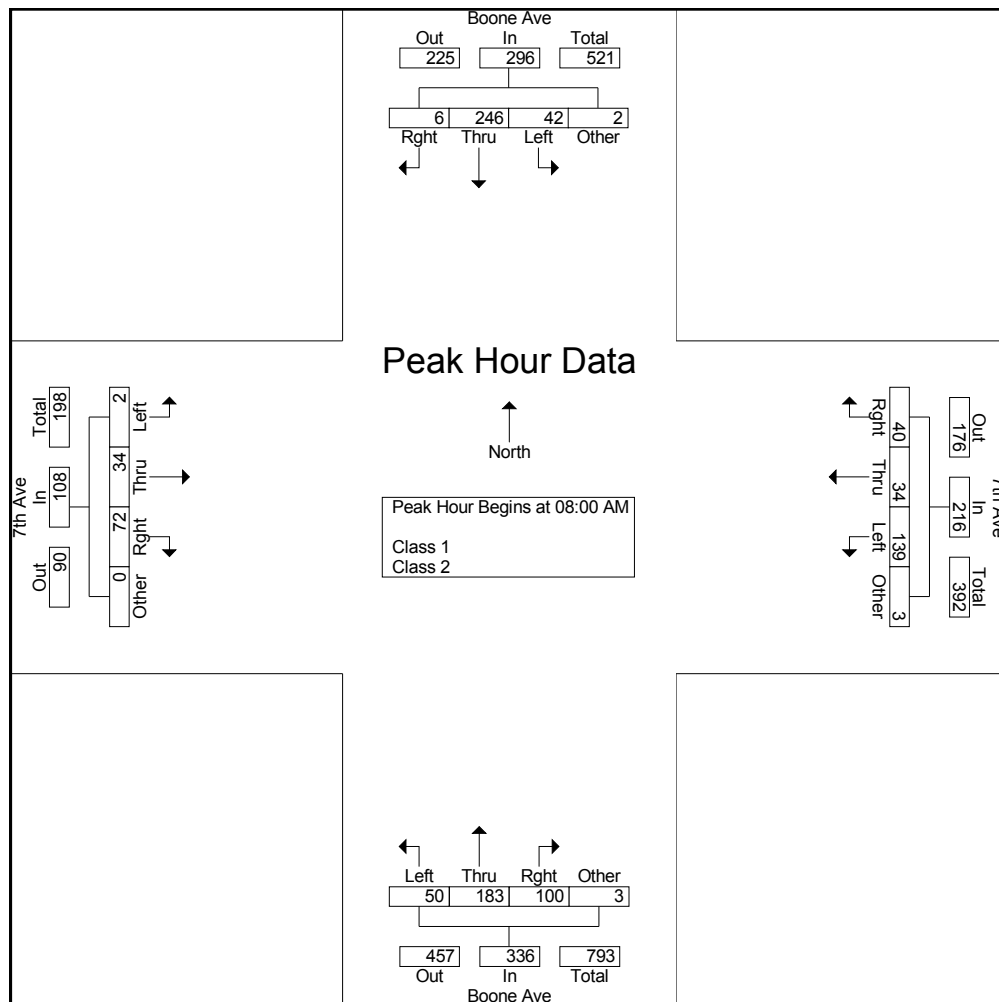 Boone Ave
Out In Total
225 296 521
6 246 42 2
Rght Thru Left Other
Peak Hour Data
North
Peak Hour Begins at 08:00 AM
Class 1
Class 2
7th Ave
Out In Total
90 108 198
Left Thru Rght Other
2 34 72 0
7th Ave
Out In Total
176 216 392
40 34 139 3
Rght Thru Left Other
Left Thru Rght Other
50 183 100 3
457 336 793
Out In Total
Boone Ave